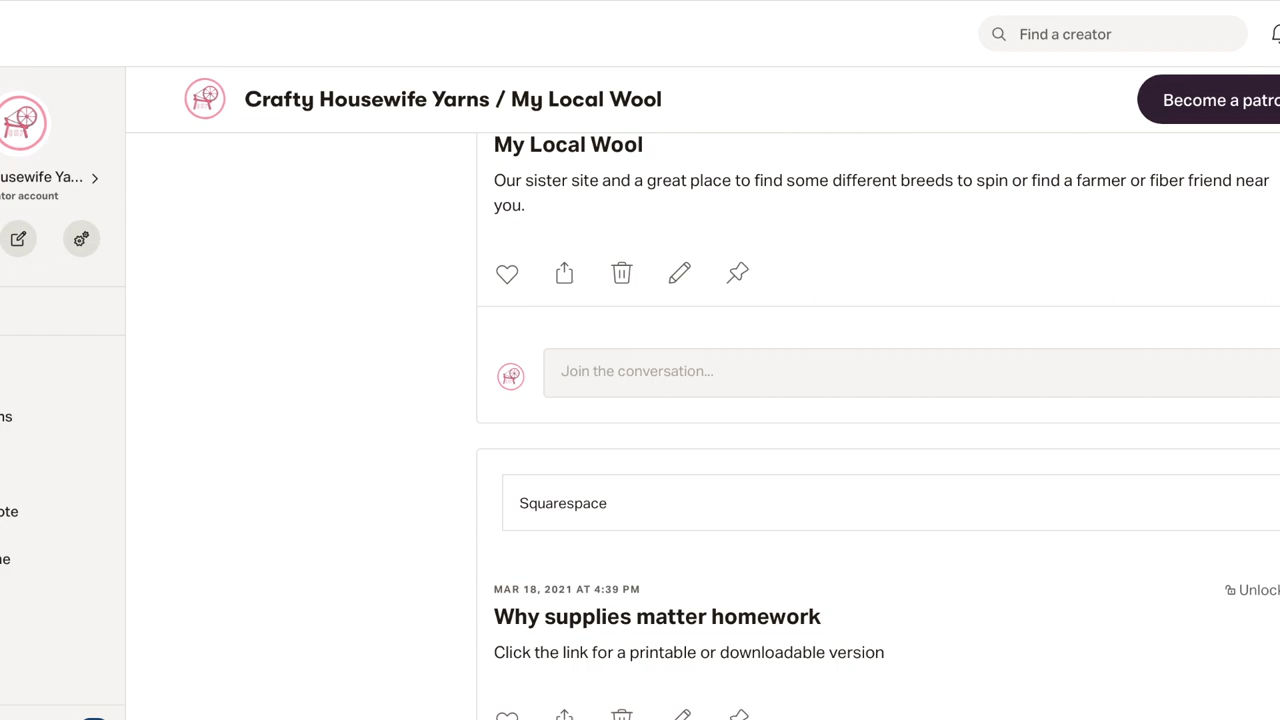 Find a creator
Crafty Housewife Yarns / My Local Wool
Become a patro
usewife Ya...
tor account
My Local Wool
Our sister site and a great place to find some different breeds to spin or find a farmer or fiber friend near
you.
Join the conversation...
ns
Squarespace
ote
ne
MAR 18, 2021 AT 4:39 PM
Unlock
Why supplies matter homework
Click the link for a printable or downloadable version